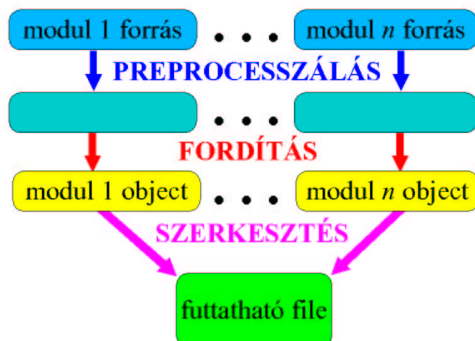 modul 1 forrás . . . modul n forrás
PREPROCESSZÁLÁS
. . .
FORDÍTÁS
modul 1 object . . . modul n object
SZERKESZTÉS
futtatható file